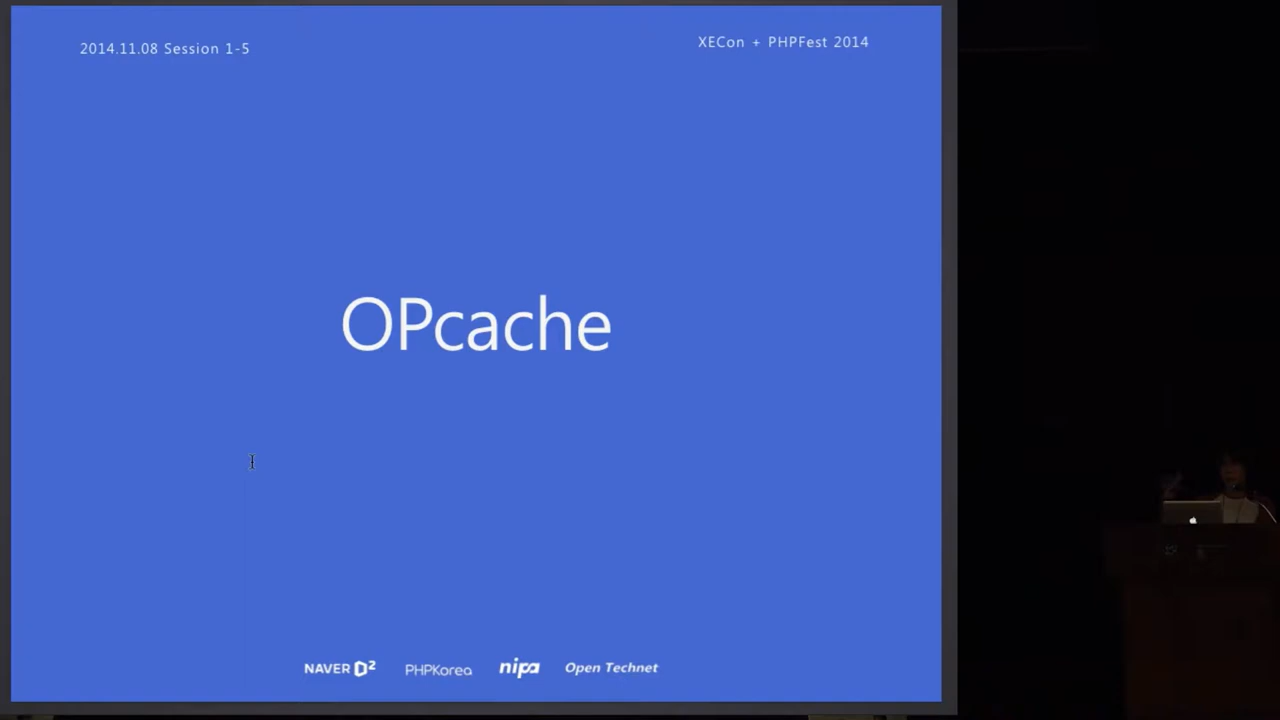 2014.11.08 Session 1-5
XECon + PHPFest 2014
OPcache
NAVER D2 PHPKorea nipa Open Technet